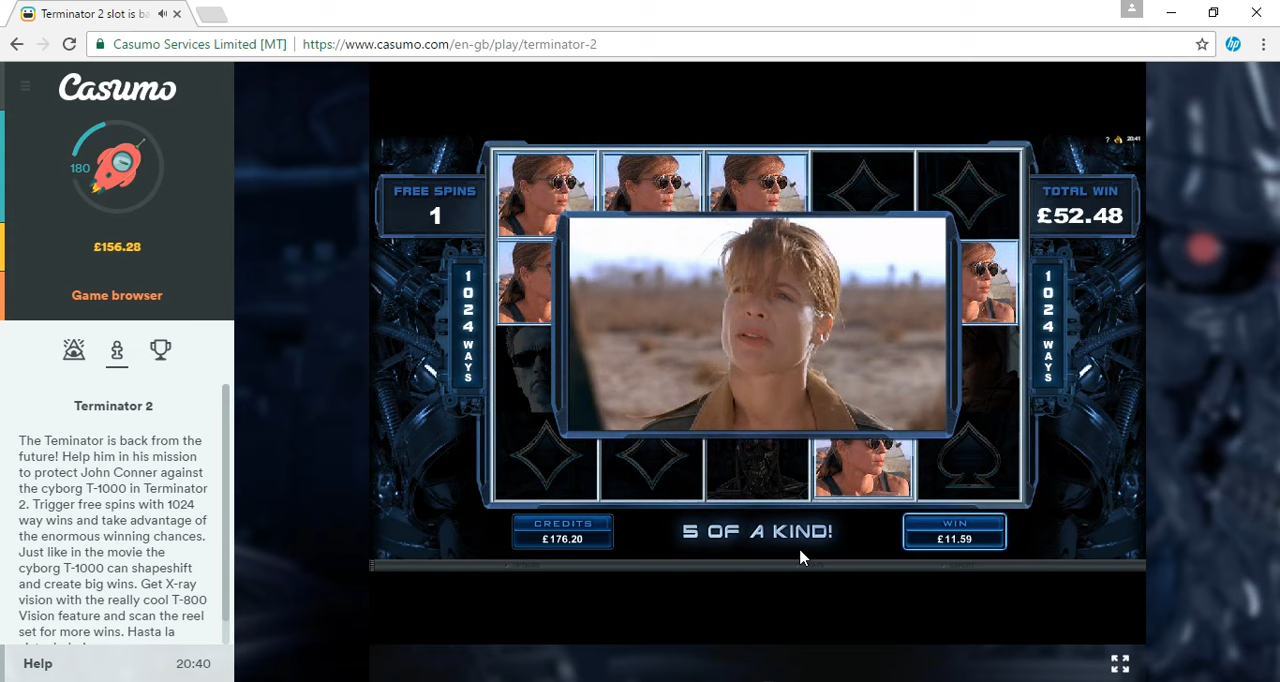 Terminator 2 slot is ba
Casumo Services Limited [MT]
https://www.casumo.com/en-gb/play/terminator-2
hp
Casumo
180
£156.28
Game browser
Terminator 2
The Teminator is back from the
future! Help him in his mission
to protect John Conner against
the cyborg T-1000 in Terminator
2. Trigger free spins with 1024
way wins and take advantage of
the enormous winning chances.
Just like in the movie the
cyborg T-1000 can shapeshift
and create big wins. Get X-ray
vision with the really cool T-800
Vision feature and scan the reel
set for more wins. Hasta la
Help
20:40
? 20:41
FREE SPINS
1
TOTAL WIN
£52.48
1024 WAYS
1024 WAYS
CREDITS
£176.20
5 OF A KIND!
WIN
£11.59